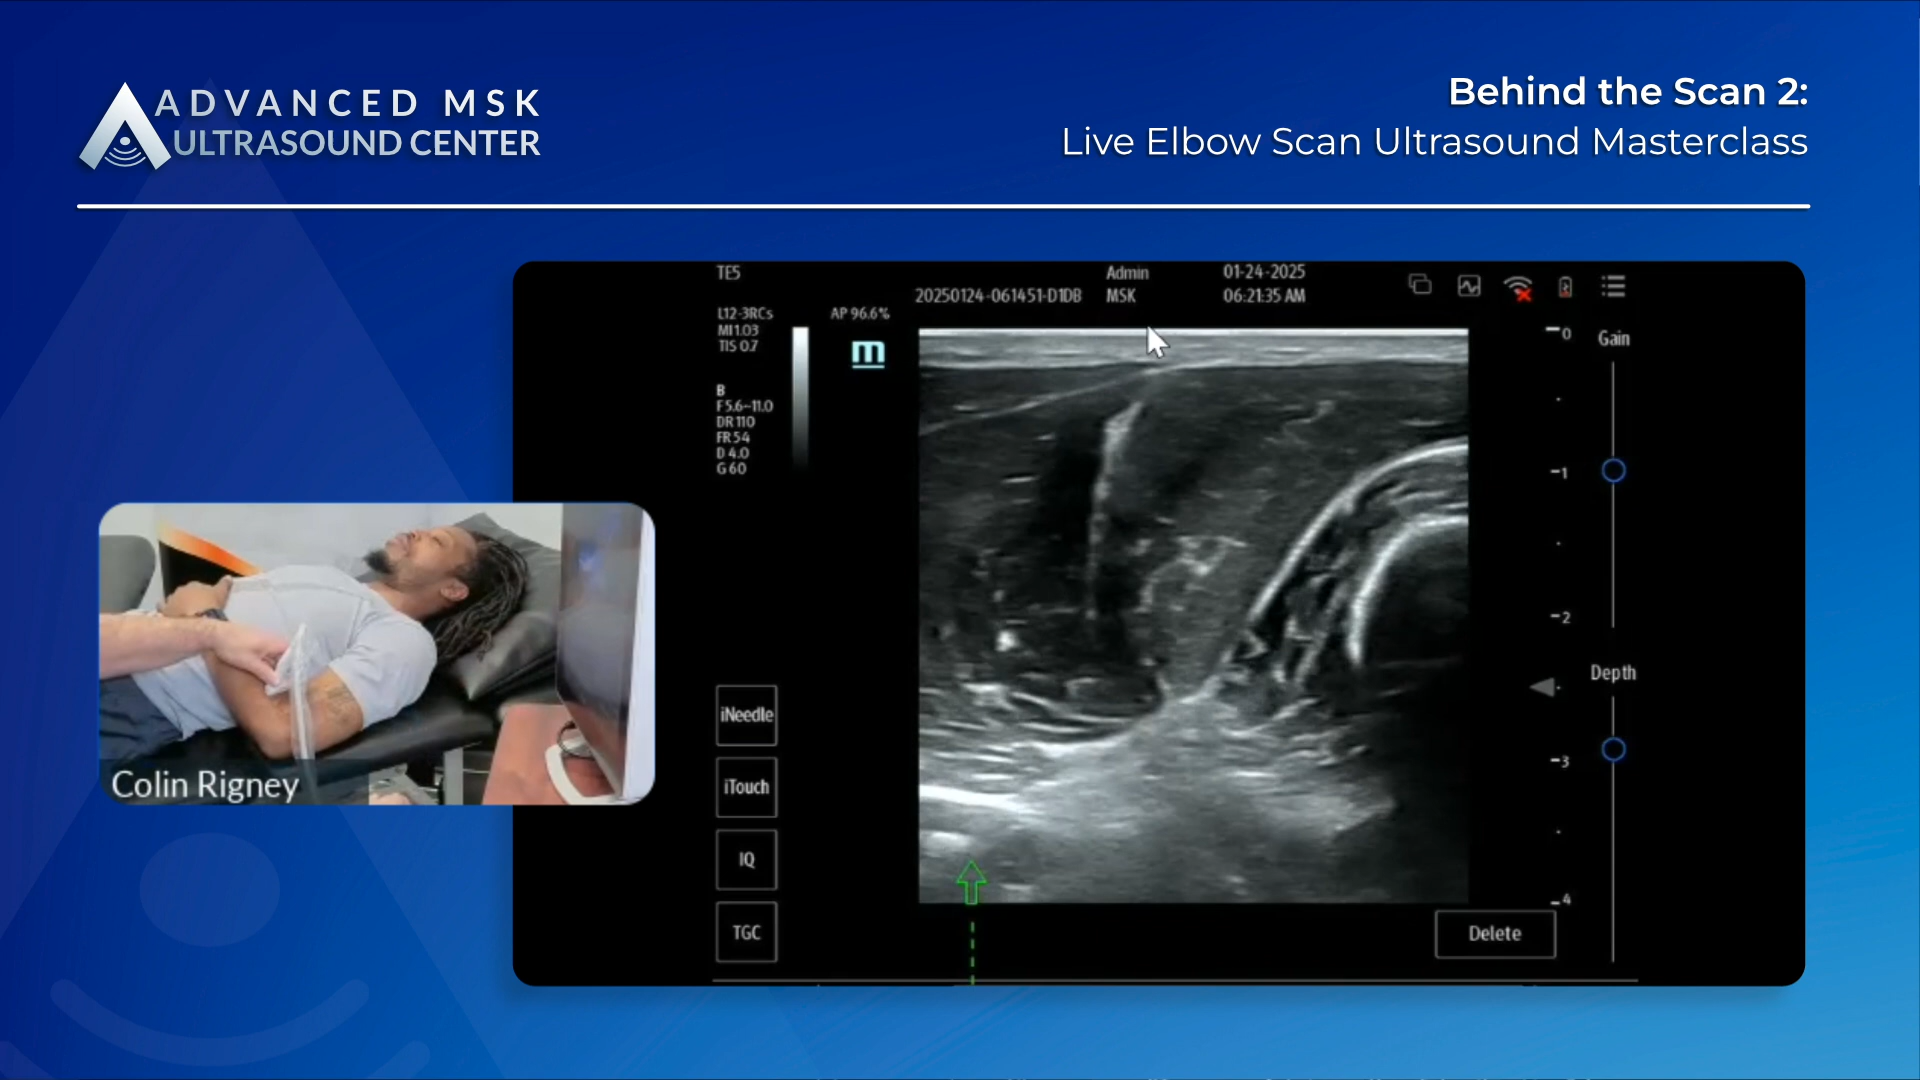 ADVANCED MSK
ULTRASOUND CENTER
Behind the Scan 2:
Live Elbow Scan Ultrasound Masterclass
TE5
Admin
01-24-2025
20250124-061451-D1DB
MSK
06:21:35 AM
L12-3RCs
AP 96.6%
MI 1.03
TIS 0.7
m
B
F 5.6-11.0
DR 110
FR 54
D 4.0
G 60
0
Gain
1
2
Depth
3
4
iNeedle
iTouch
IQ
TGC
Delete
Colin Rigney